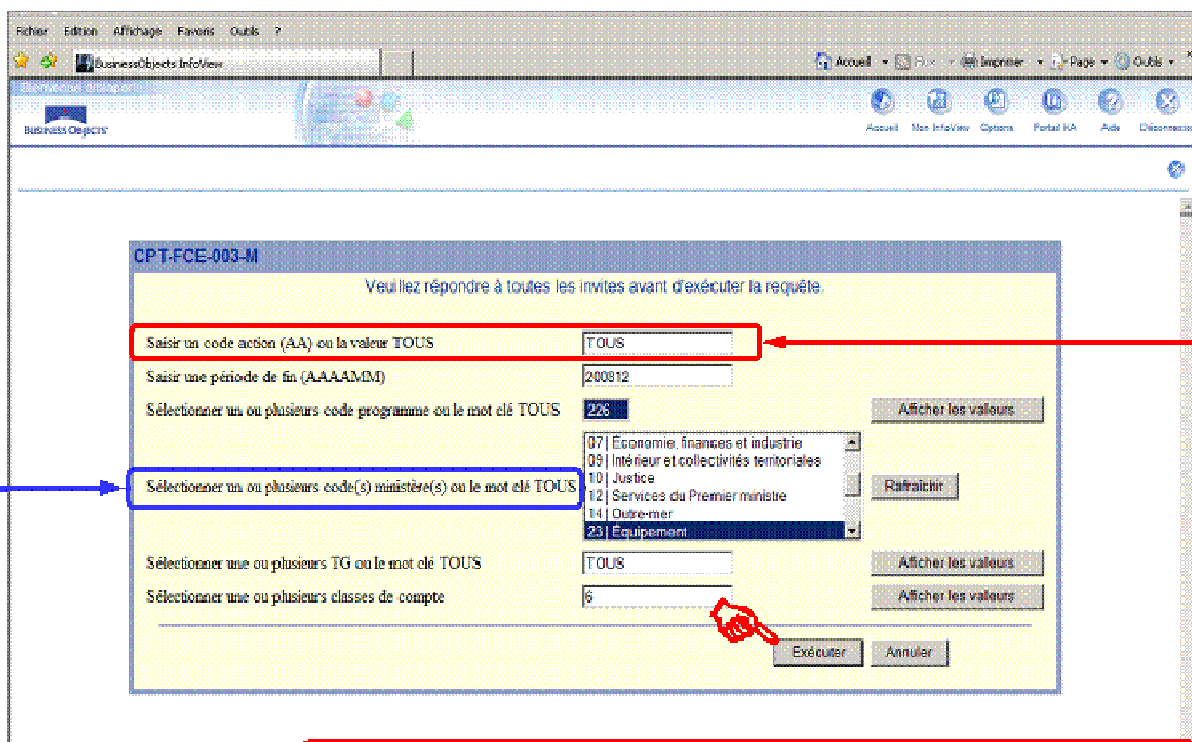 Fichier Edition Affichage Favoris Outils ?
BusinessObjects InfoView Accueil Flux Imprimer Page Outils
Bienvenue
Business Objects
Accueil Mon InfoView Options Portail IKA Aide Déconnexion
CPT-FCE-003-M
Veuillez répondre à toutes les invites avant d'exécuter la requête.
Saisir un code action (AA) ou la valeur TOUS TOUS
Saisir une période de fin (AAAAMM) 200812
Sélectionner un ou plusieurs code programme ou le mot clé TOUS 226 Afficher les valeurs
07 | Économie, finances et industrie
09 | Intérieur et collectivités territoriales
10 | Justice
Sélectionner un ou plusieurs code(s) ministère(s) ou le mot clé TOUS Rafraichir
12 | Services du Premier ministre
14 | Outre-mer
23 | Équipement
Sélectionner une ou plusieurs TG ou le mot clé TOUS TOUS Afficher les valeurs
Sélectionner une ou plusieurs classes de compte 6 Afficher les valeurs
Exécuter Annuler